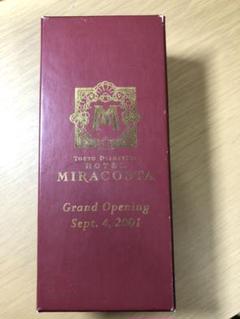 M
TOKYO DISNEYSEA
HOTEL
MIRACOSTA
Grand Opening
Sept. 4, 2001